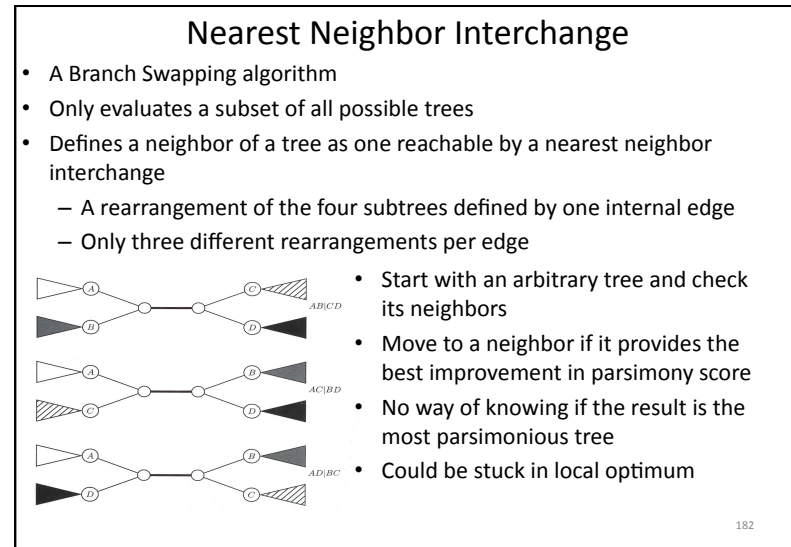 Nearest Neighbor Interchange
• A Branch Swapping algorithm
• Only evaluates a subset of all possible trees
• Defines a neighbor of a tree as one reachable by a nearest neighbor
interchange
– A rearrangement of the four subtrees defined by one internal edge
– Only three different rearrangements per edge
A
C
AB|CD
B
D
A
B
AC|BD
C
D
A
B
AD|BC
D
C
• Start with an arbitrary tree and check
its neighbors
• Move to a neighbor if it provides the
best improvement in parsimony score
• No way of knowing if the result is the
most parsimonious tree
• Could be stuck in local optimum
182